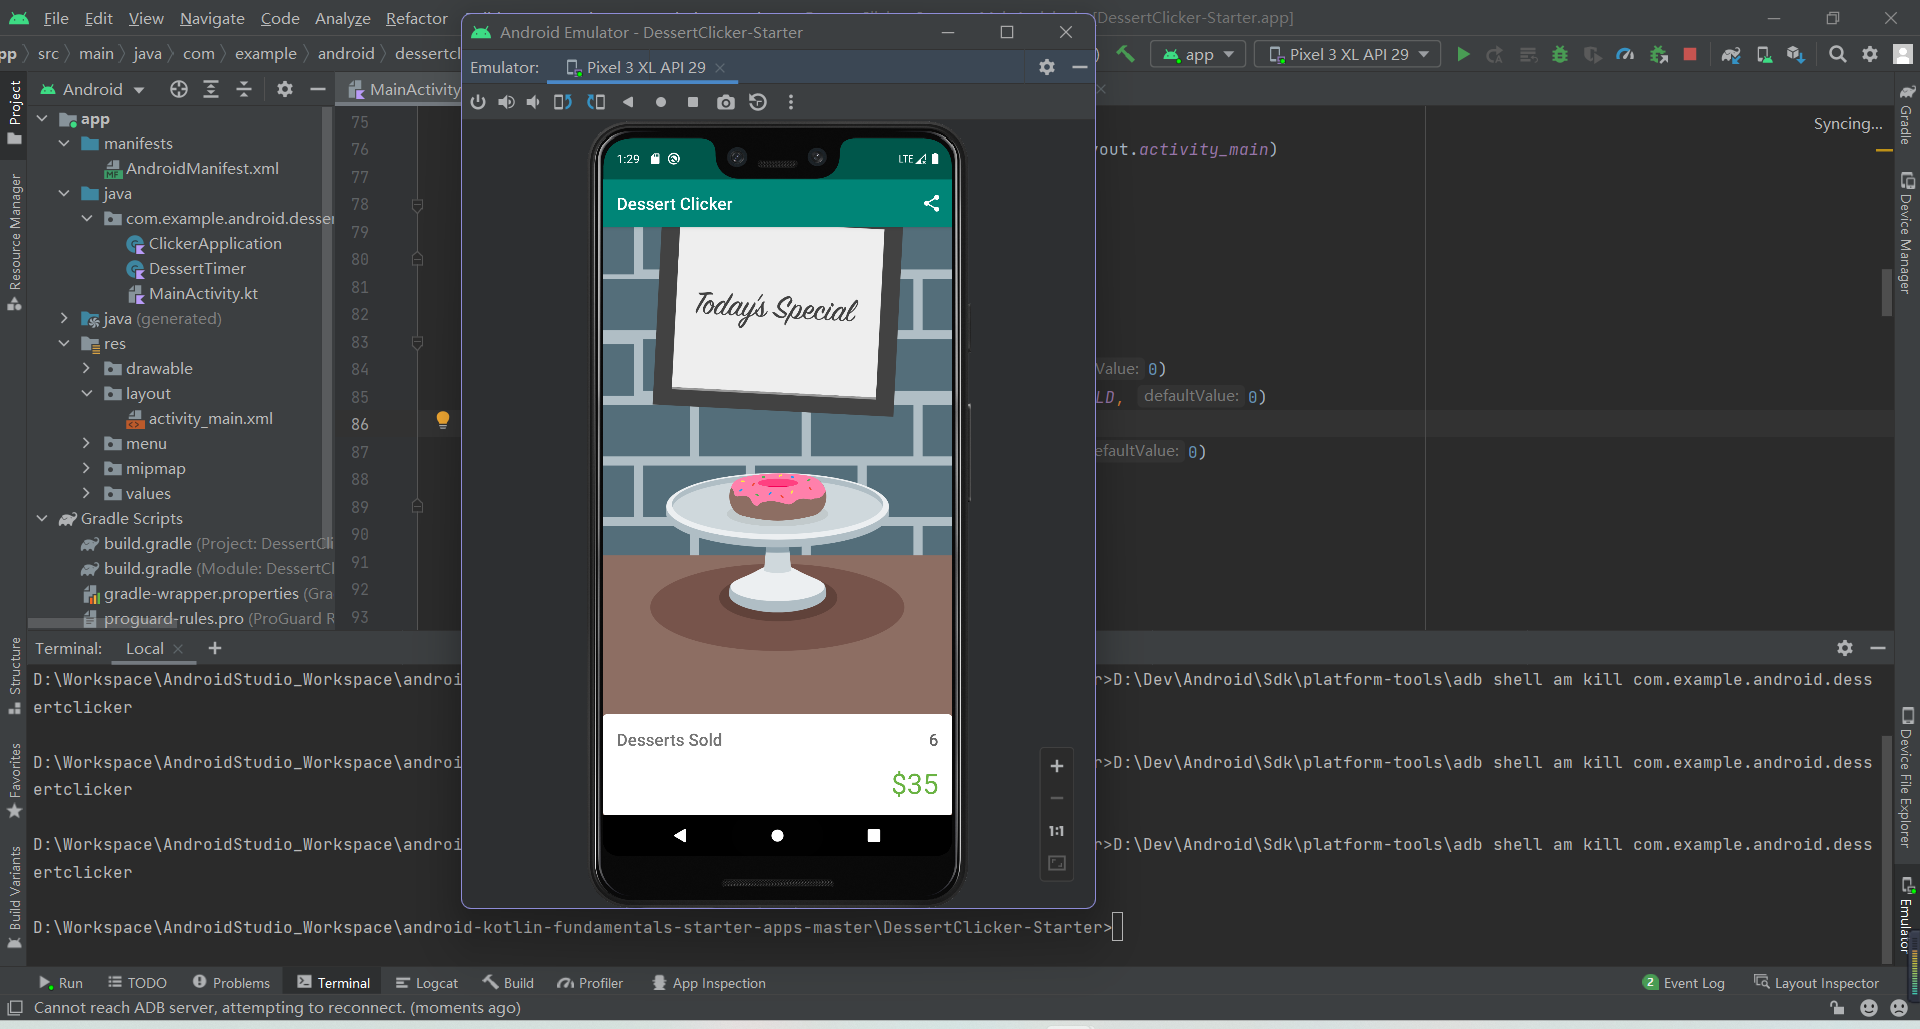 File Edit View Navigate Code Analyze Refactor
[DessertClicker-Starter.app]
Android Emulator - DessertClicker-Starter
src main java com example android dessertcl
app Pixel 3 XL API 29
Emulator: Pixel 3 XL API 29
Android MainActivity
Project
Resource Manager
Structure
Favorites
Build Variants
app
manifests
AndroidManifest.xml
java
com.example.android.desser
ClickerApplication
DessertTimer
MainActivity.kt
java (generated)
res
drawable
layout
activity_main.xml
menu
mipmap
values
Gradle Scripts
build.gradle (Project: DessertCli
build.gradle (Module: DessertCl
gradle-wrapper.properties (Gra
proguard-rules.pro (ProGuard R
75
76
77
78
79
80
81
82
83
84
85
86
87
88
89
90
91
92
93
Syncing...
yout.activity_main)
Value: 0)
LD, defaultValue: 0)
efaultValue: 0)
1:29
LTE
Dessert Clicker
Today's Special
Desserts Sold 6
$35
1:1
Gradle
Device Manager
Device File Explorer
Emulator
Terminal: Local
D:\Workspace\AndroidStudio_Workspace\androi r>D:\Dev\Android\Sdk\platform-tools\adb shell am kill com.example.android.dess
ertclicker
D:\Workspace\AndroidStudio_Workspace\androi r>D:\Dev\Android\Sdk\platform-tools\adb shell am kill com.example.android.dess
ertclicker
D:\Workspace\AndroidStudio_Workspace\androi r>D:\Dev\Android\Sdk\platform-tools\adb shell am kill com.example.android.dess
ertclicker
D:\Workspace\AndroidStudio_Workspace\android-kotlin-fundamentals-starter-apps-master\DessertClicker-Starter>
Run TODO Problems Terminal Logcat Build Profiler App Inspection
2 Event Log Layout Inspector
Cannot reach ADB server, attempting to reconnect. (moments ago)